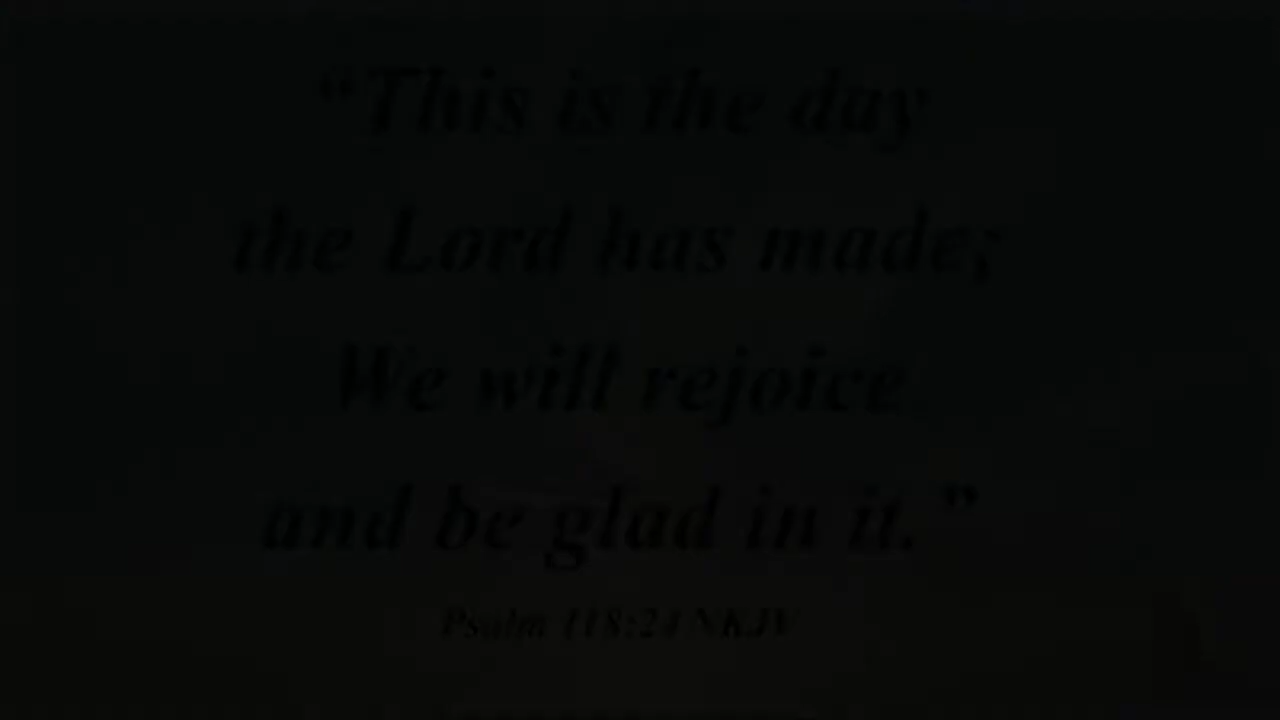 “This is the day
the Lord has made;
We will rejoice
and be glad in it.”
Psalm 118:24 NKJV